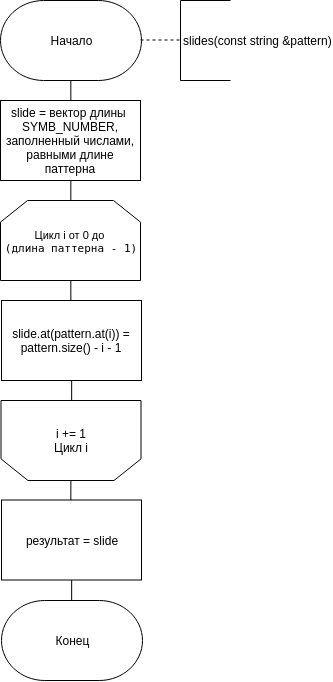 Начало
slides(const string &pattern)
slide = вектор длины
SYMB_NUMBER,
заполненный числами,
равными длине
паттерна
Цикл i от 0 до
(длина паттерна - 1)
slide.at(pattern.at(i)) =
pattern.size() - i - 1
i += 1
Цикл i
результат = slide
Конец